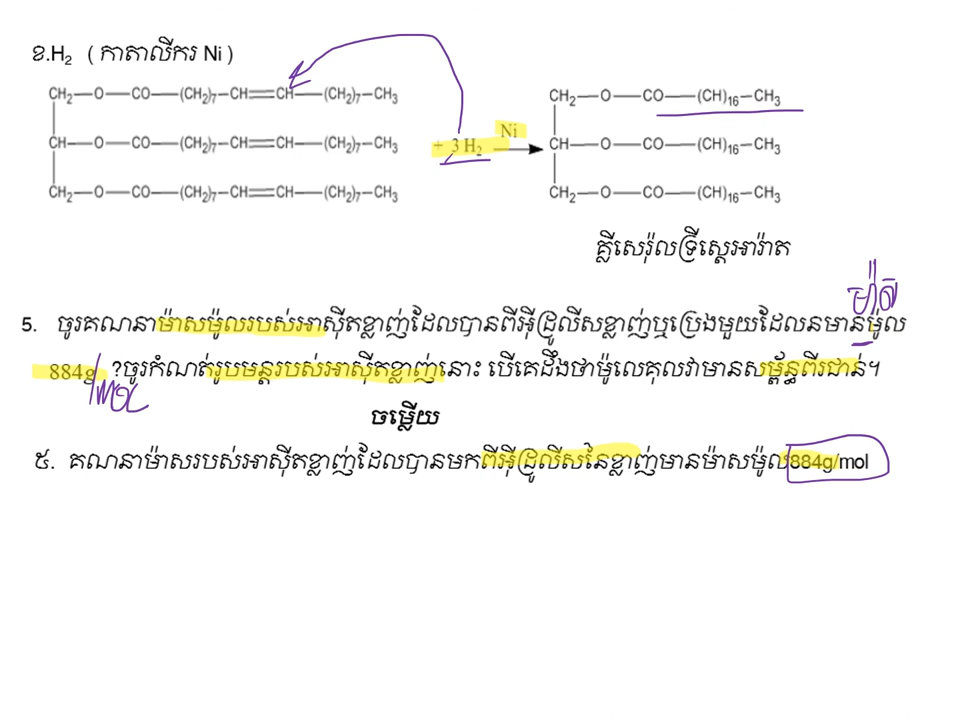 ខ.H₂ ( កាតាលីករ Ni )
CH₂—O—CO—(CH₂)₇—CH=CH—(CH₂)₇—CH₃
CH—O—CO—(CH₂)₇—CH=CH—(CH₂)₇—CH₃
CH₂—O—CO—(CH₂)₇—CH=CH—(CH₂)₇—CH₃
+ 3 H₂
Ni
CH₂—O—CO—(CH)₁₆—CH₃
CH—O—CO—(CH)₁₆—CH₃
CH₂—O—CO—(CH)₁₆—CH₃
គ្លីសេរ៉ុលទ្រីស្តេអារ៉ាត
ម៉ាស
5. ចូរគណនាម៉ាសម៉ូលរបស់អាស៊ីតខ្លាញ់ដែលបានពីអ៊ីដ្រូលីសខ្លាញ់ឬប្រេងមួយដែលនមានម៉ូល
884g/mol ?ចូរកំណត់រូបមន្តរបស់អាស៊ីតខ្លាញ់នោះ បើគេដឹងថាម៉ូលេគុលវាមានសម្ព័ន្ធពីរជាន់។
ចម្លើយ
៥. គណនាម៉ាសរបស់អាស៊ីតខ្លាញ់ដែលបានមកពីអ៊ីដ្រូលីសនៃខ្លាញ់មានម៉ាសម៉ូល884g/mol